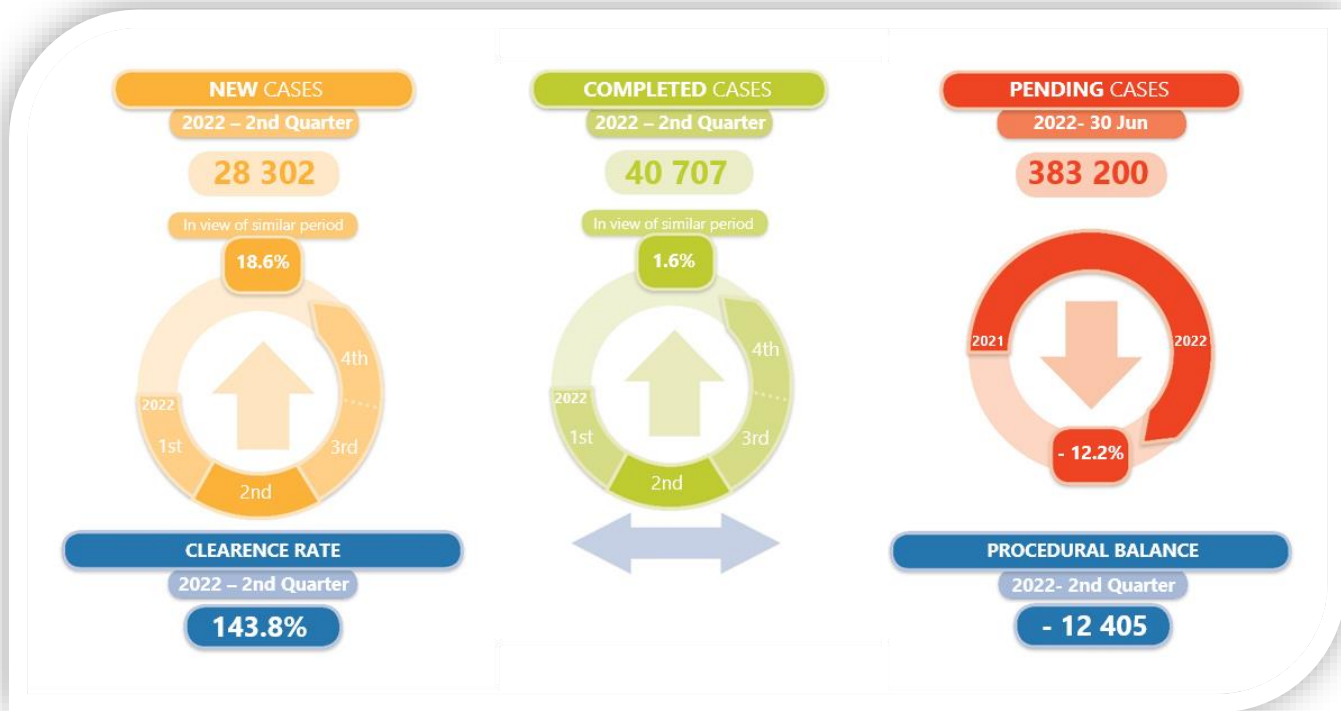 NEW CASES
2022 – 2nd Quarter
28 302
In view of similar period
18.6%
4th
2022
1st
3rd
2nd
CLEARENCE RATE
2022 – 2nd Quarter
143.8%
COMPLETED CASES
2022 – 2nd Quarter
40 707
In view of similar period
1.6%
4th
2022
1st
3rd
2nd
PENDING CASES
2022- 30 Jun
383 200
2021
2022
- 12.2%
PROCEDURAL BALANCE
2022- 2nd Quarter
- 12 405